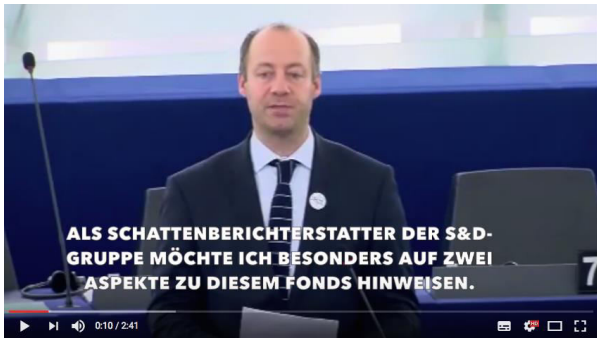 ALS SCHATTENBERICHTERSTATTER DER S&D-
GRUPPE MÖCHTE ICH BESONDERS AUF ZWEI
ASPEKTE ZU DIESEM FONDS HINWEISEN.
7
0:10 / 2:41
HD